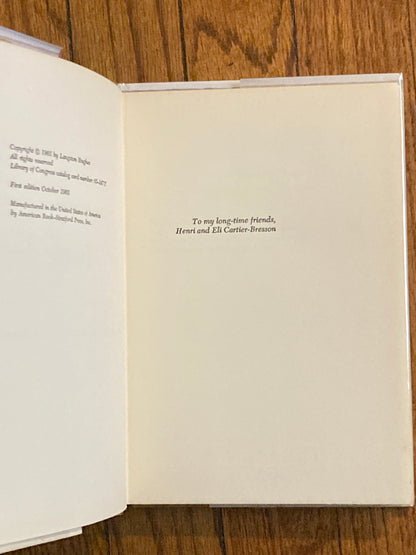 Copyright © 1965 by Langston Hughes
All rights reserved
Library of Congress catalog card number
First edition October 1965
Manufactured in the United States of America
by American Book–Stratford Press, Inc.
To my long-time friends,
Henri and Eli Cartier-Bresson